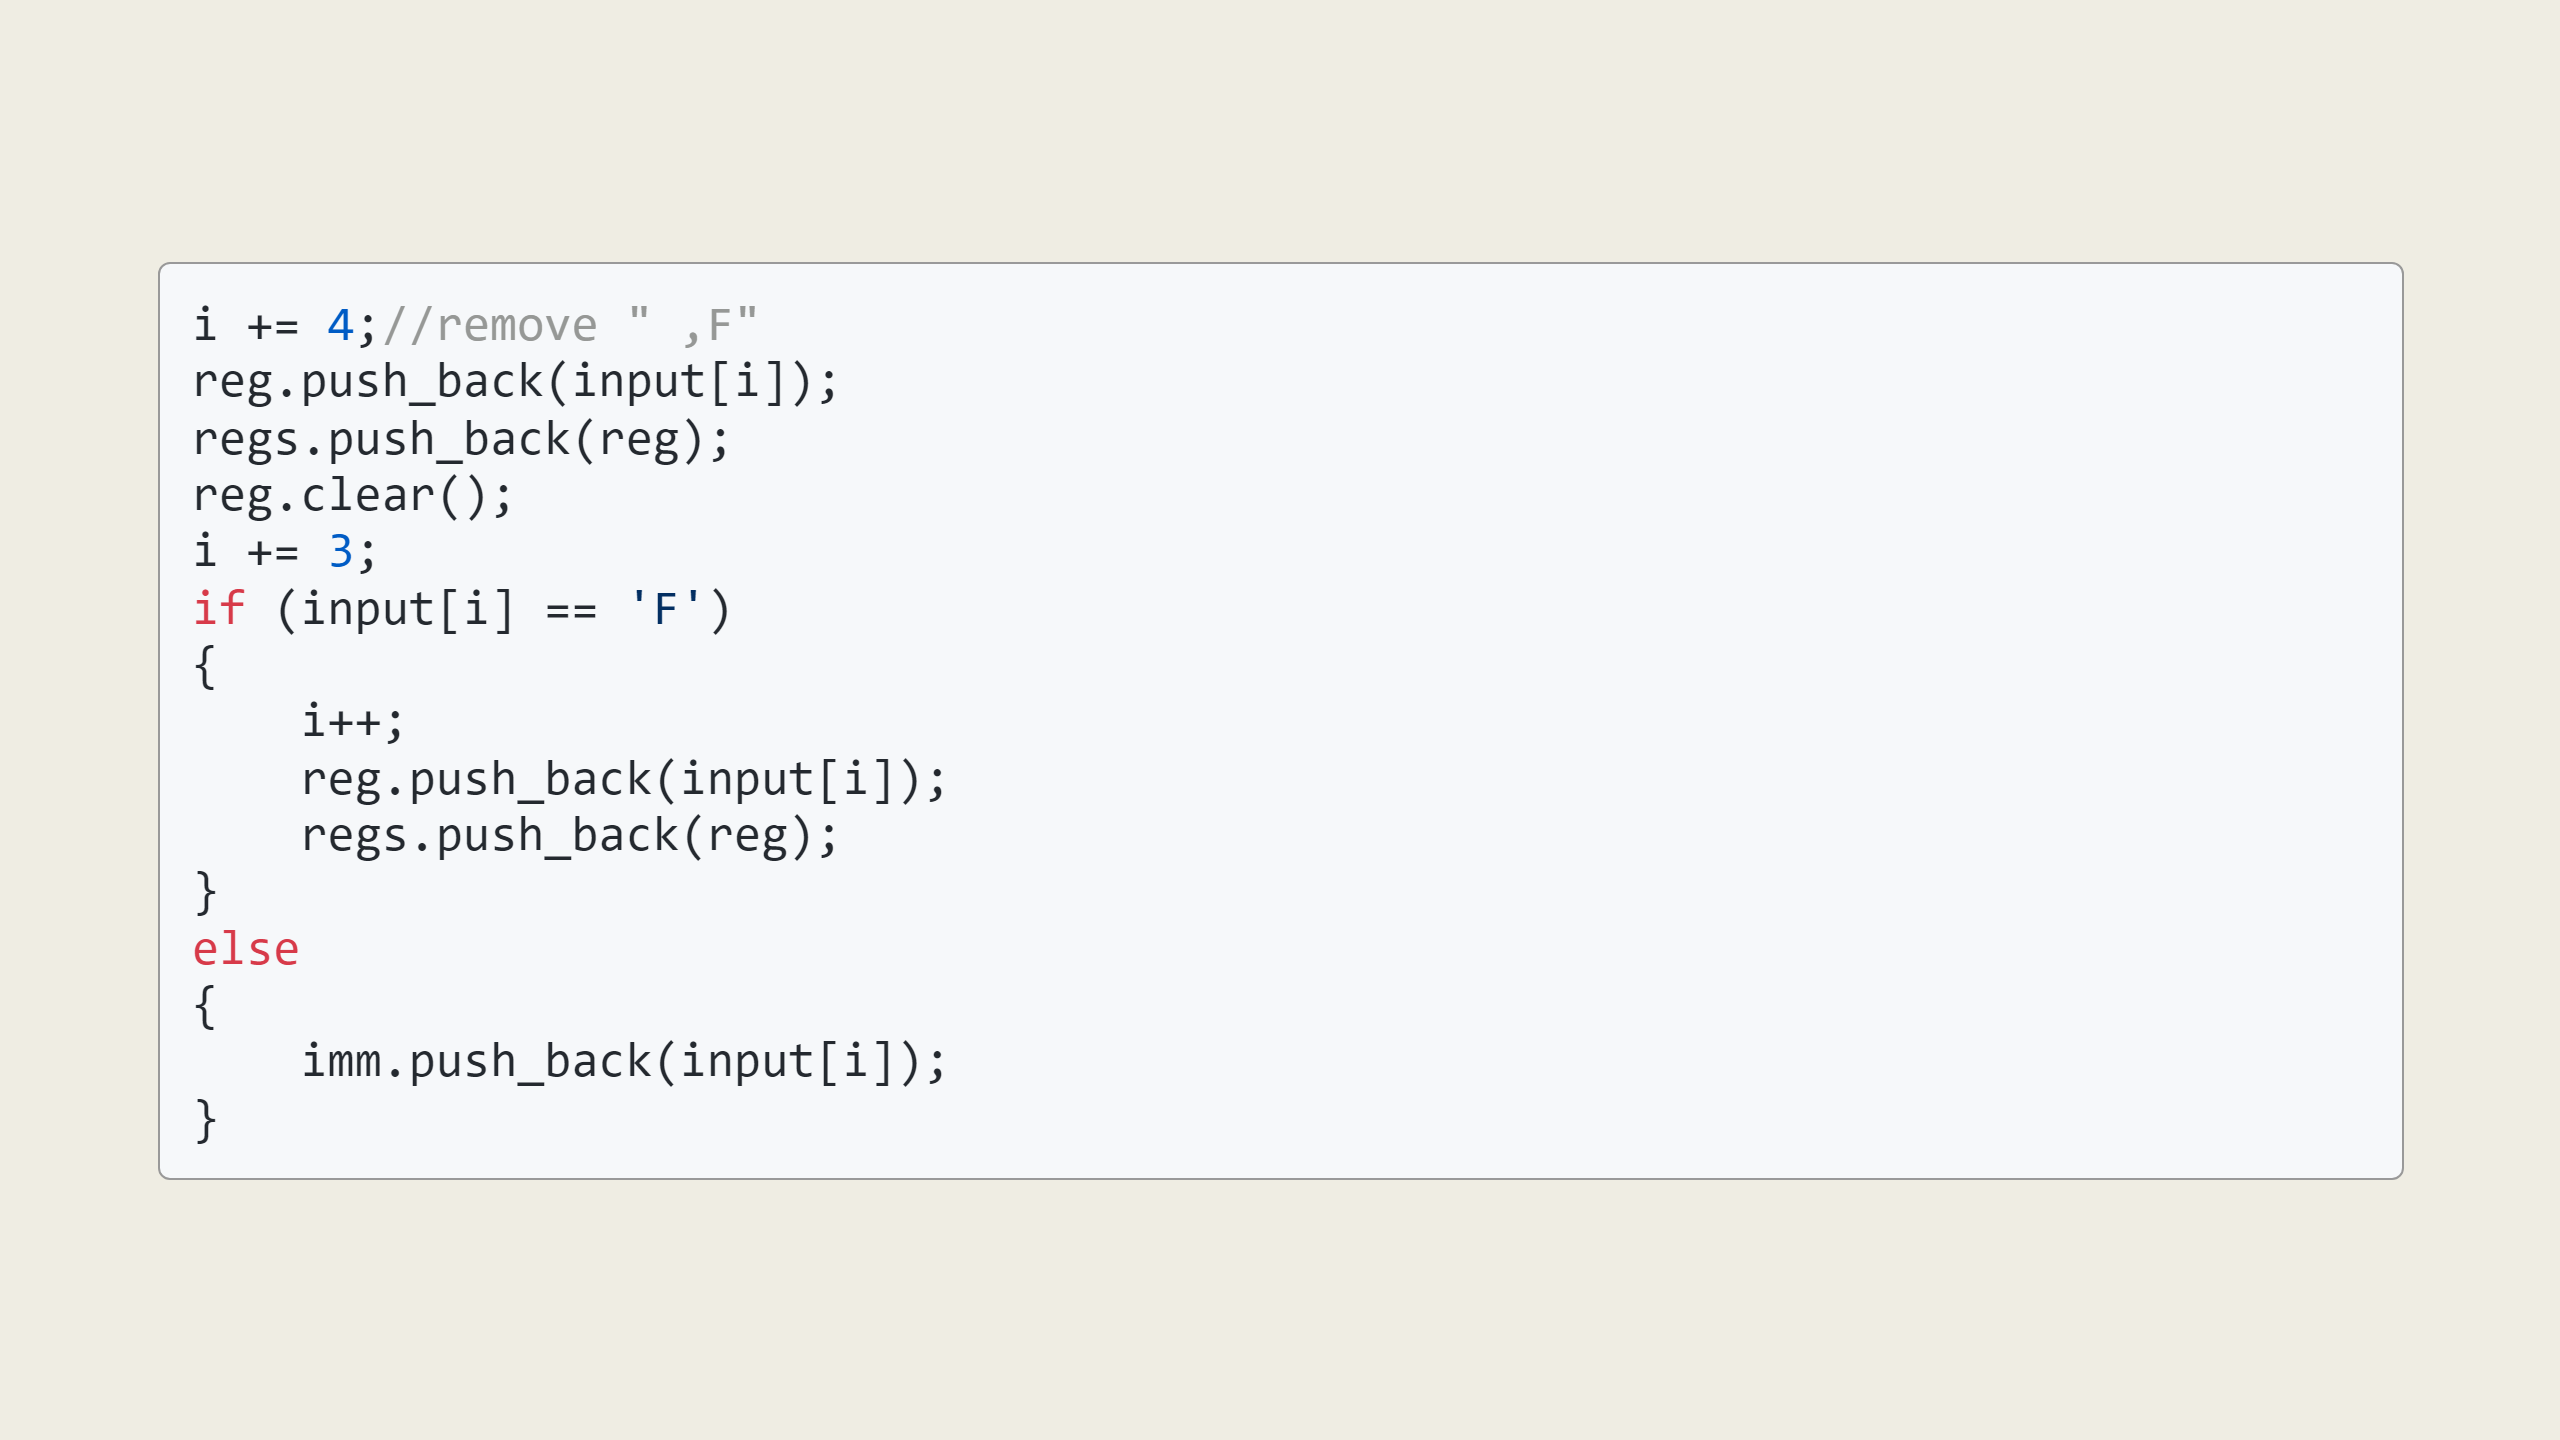 i += 4;//remove " ,F"
reg.push_back(input[i]);
regs.push_back(reg);
reg.clear();
i += 3;
if (input[i] == 'F')
{
    i++;
    reg.push_back(input[i]);
    regs.push_back(reg);
}
else
{
    imm.push_back(input[i]);
}